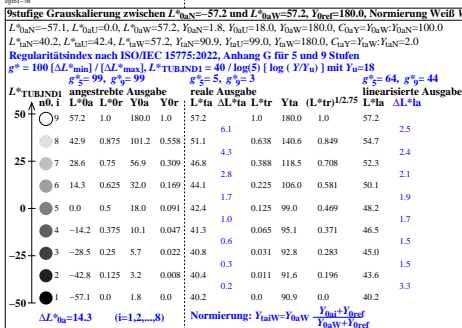 9stufige Grauskalierung zwischen L*0aN=−57.2 und L*0aW=57.2, Y0ref=180.0, Normierung Weiß W
L*0aN=−57.1, L*0aU=0.0, L*0aW=57.2, Y0aN=1.8, Y0aU=18.0, Y0aW=180.0, C0aY=Y0aW:Y0aN=100.0
L*taN=40.2, L*taU=42.4, L*taW=57.2, YtaN=90.9, YtaU=99.0, YtaW=180.0, CtaY=YtaW:YtaN=2.0
Regularitätsindex nach ISO/IEC 15775:2022, Anhang G für 5 und 9 Stufen
g* = 100 [ΔL*min] / [ΔL*max], L*TUBJND1 = 40 / log(5) [ log ( Y/Yu) ] mit Yu=18
g*5= 99, g*9= 99 g*5= 5, g*9= 3 g*5= 64, g*9= 44
L*TUBJND1 angestrebte Ausgabe reale Ausgabe linearisierte Ausgabe
n0. i L*0a L*0r Y0a Y0r L*ta ΔL*ta L*tr Yta (L*tr)1/2.75 L*la ΔL*la
50 9 57.2 1.0 180.0 1.0 57.2 1.0 180.0 1.0 57.2
6.1 2.5
8 42.9 0.875 101.2 0.558 51.1 0.638 140.6 0.849 54.7
4.3 2.4
7 28.6 0.75 56.9 0.309 46.8 0.388 118.5 0.708 52.3
2.8 2.1
6 14.3 0.625 32.0 0.169 44.1 0.225 106.0 0.581 50.1
1.7 1.9
0 5 0.0 0.5 18.0 0.091 42.4 0.125 99.0 0.469 48.2
1.0 1.7
4 −14.2 0.375 10.1 0.047 41.3 0.065 95.1 0.371 46.5
0.6 1.5
3 −28.5 0.25 5.7 0.022 40.8 0.031 92.8 0.283 45.0
0.3 1.5
2 −42.8 0.125 3.2 0.008 40.4 0.011 91.6 0.196 43.6
0.2 3.3
−50 1 −57.1 0.0 1.8 0.0 40.2 0.0 90.9 0.0 40.2
ΔL*0a=14.3 (i=1,2,...,8) Normierung: YtaiW=Y0aW (Y0ai+Y0ref)/(Y0aW+Y0ref)